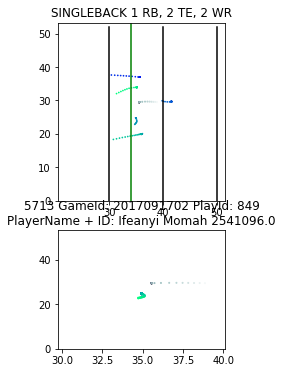 SINGLEBACK 1 RB, 2 TE, 2 WR
50
40
30
20
10
0
30 40 50
5713 GameId: 2017091702 PlayId: 849
PlayerName + ID: Ifeanyi Momah 2541096.0
40
20
0
30.0 32.5 35.0 37.5 40.1